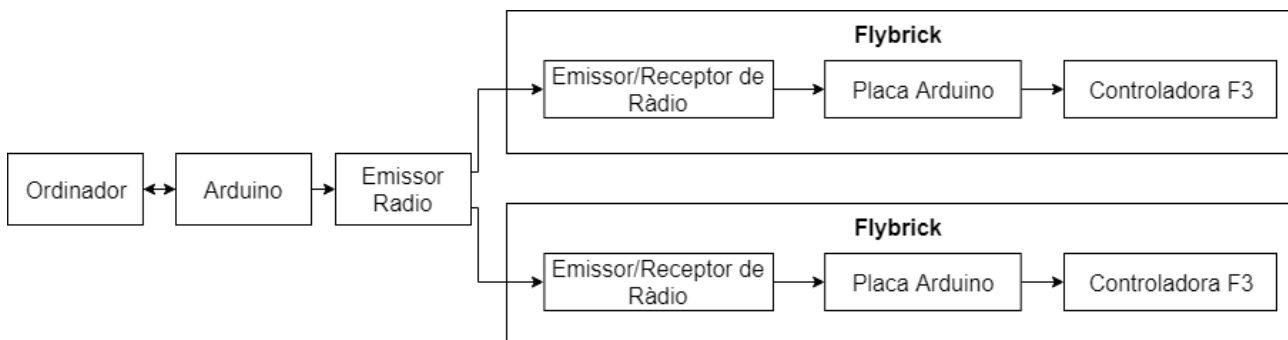 Flybrick
Emissor/Receptor de
Ràdio
Placa Arduino
Controladora F3
Ordinador
Arduino
Emissor
Radio
Flybrick
Emissor/Receptor de
Ràdio
Placa Arduino
Controladora F3